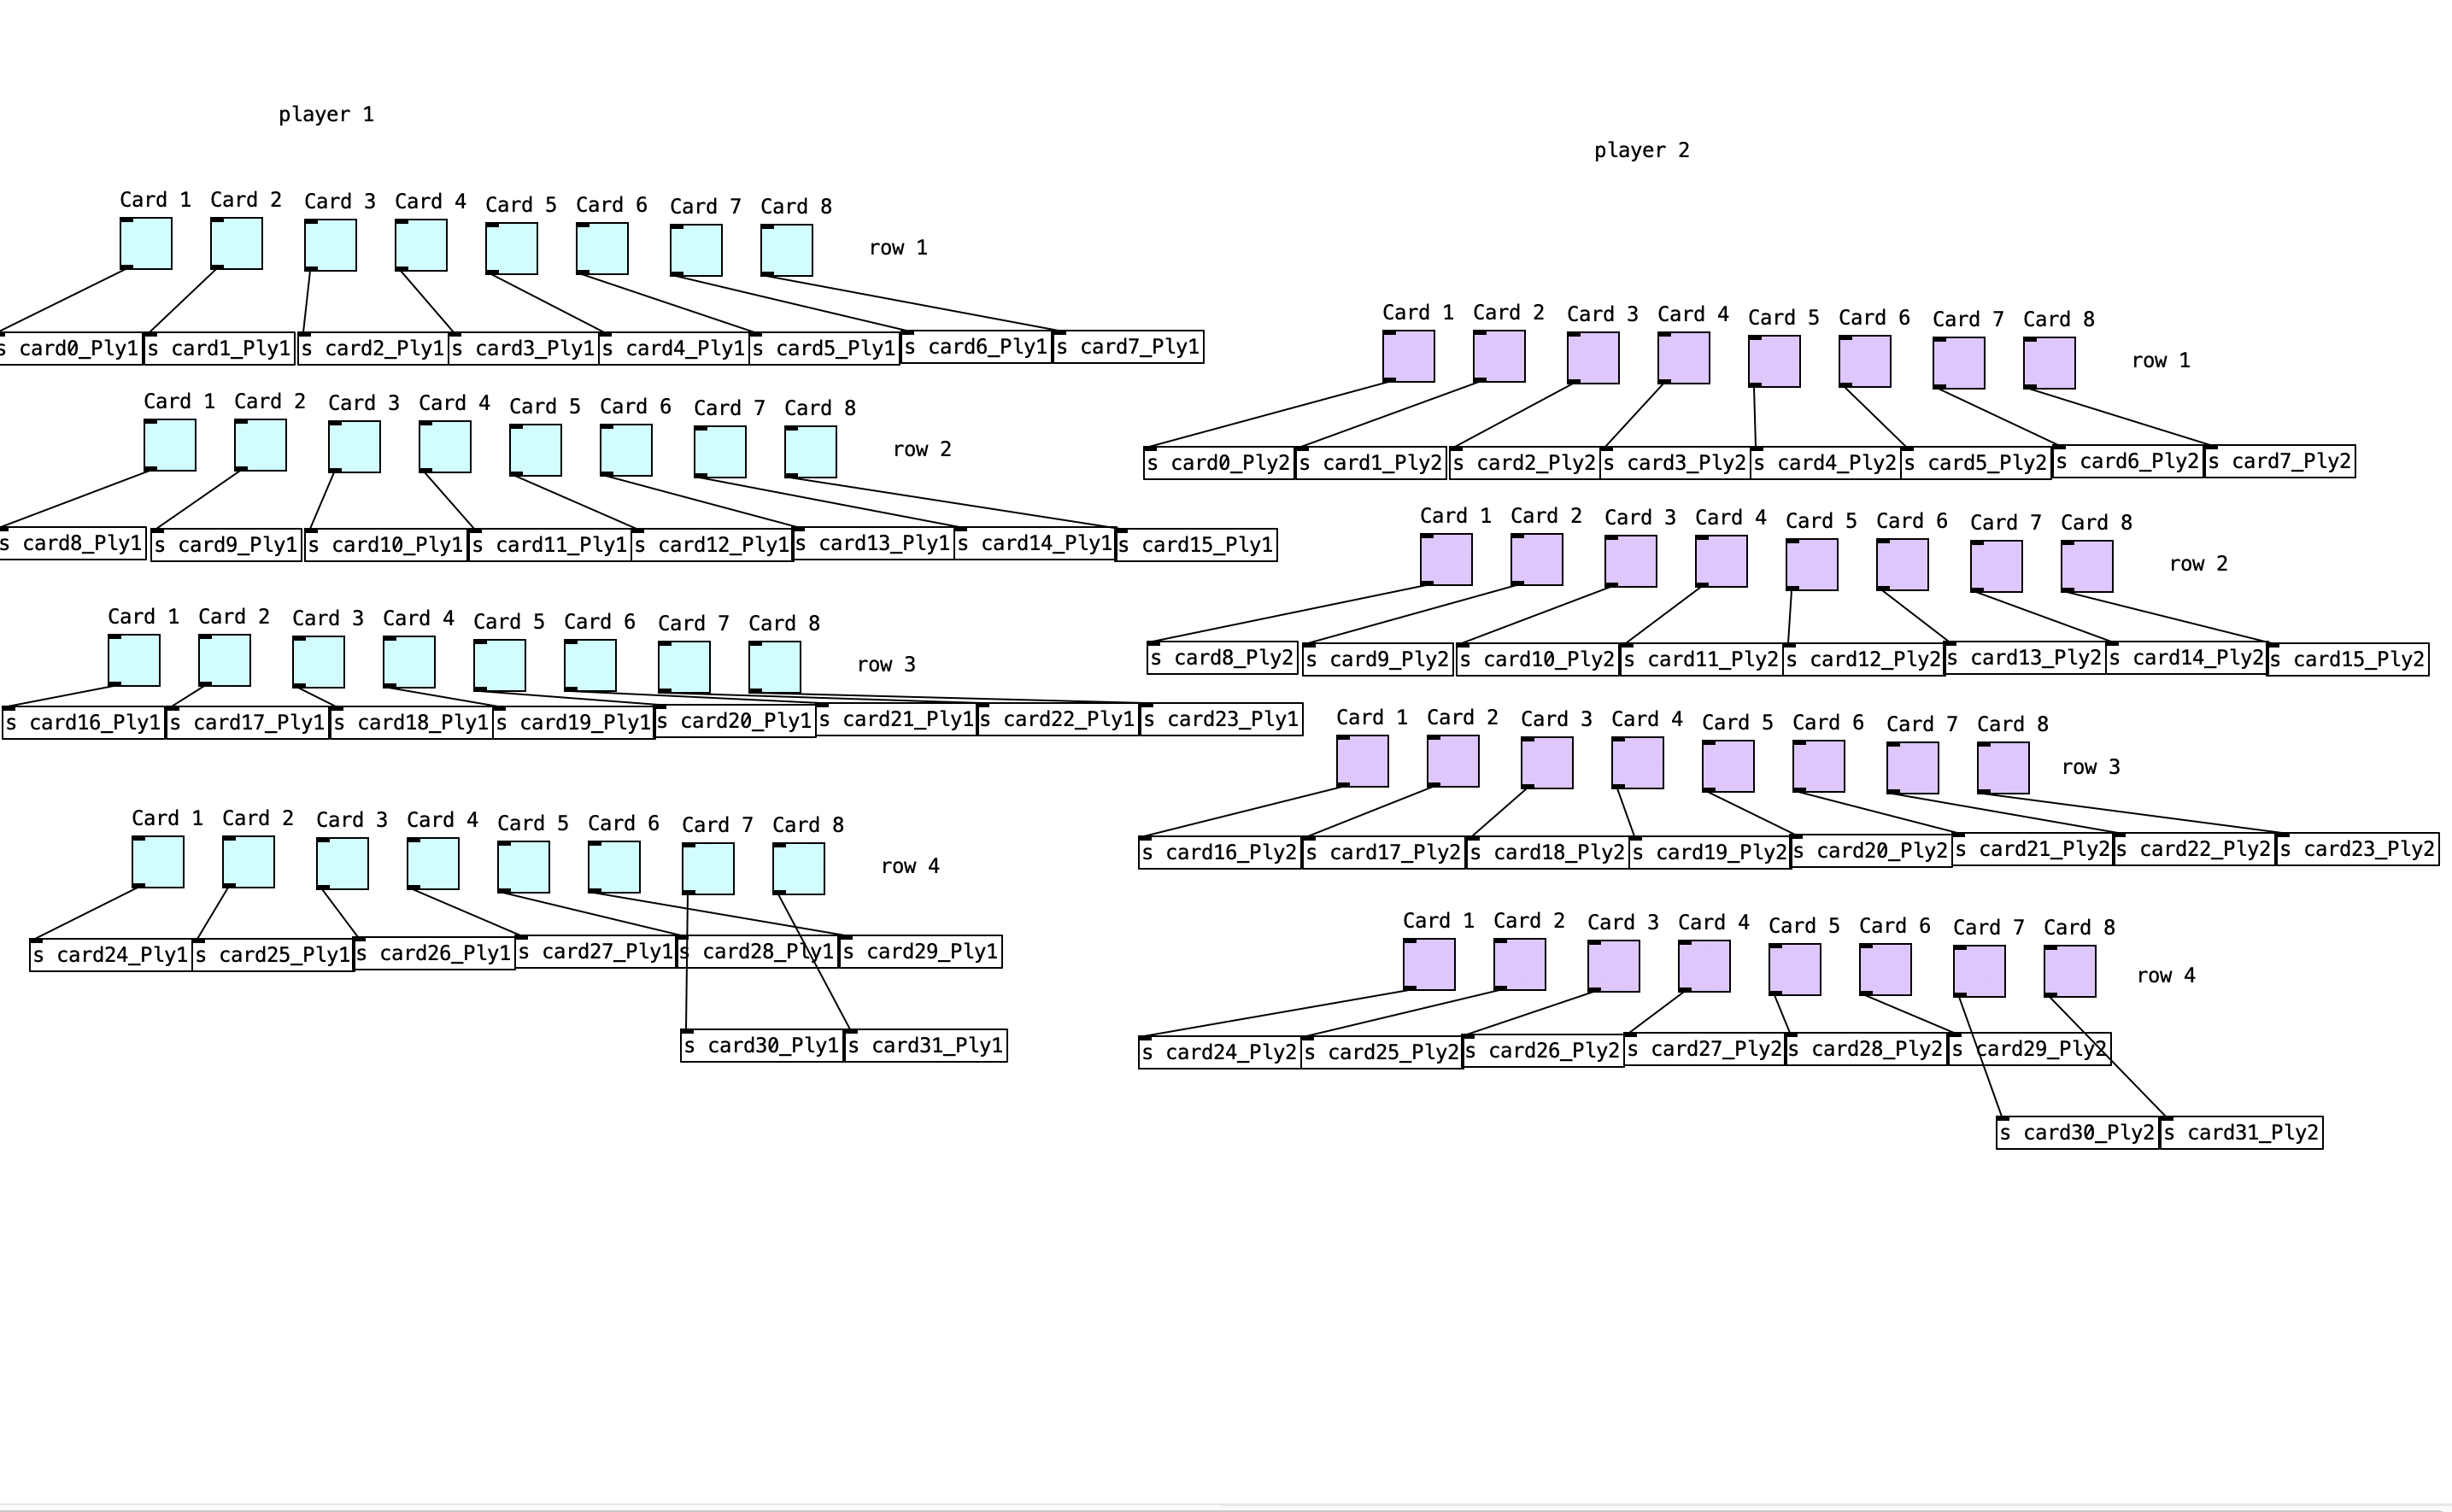 player 1
Card 1 Card 2 Card 3 Card 4 Card 5 Card 6 Card 7 Card 8
row 1
s card0_Ply1 s card1_Ply1 s card2_Ply1 s card3_Ply1 s card4_Ply1 s card5_Ply1 s card6_Ply1 s card7_Ply1
Card 1 Card 2 Card 3 Card 4 Card 5 Card 6 Card 7 Card 8
row 2
s card8_Ply1 s card9_Ply1 s card10_Ply1 s card11_Ply1 s card12_Ply1 s card13_Ply1 s card14_Ply1 s card15_Ply1
Card 1 Card 2 Card 3 Card 4 Card 5 Card 6 Card 7 Card 8
row 3
s card16_Ply1 s card17_Ply1 s card18_Ply1 s card19_Ply1 s card20_Ply1 s card21_Ply1 s card22_Ply1 s card23_Ply1
Card 1 Card 2 Card 3 Card 4 Card 5 Card 6 Card 7 Card 8
row 4
s card24_Ply1 s card25_Ply1 s card26_Ply1 s card27_Ply1 s card28_Ply1 s card29_Ply1
s card30_Ply1 s card31_Ply1
player 2
Card 1 Card 2 Card 3 Card 4 Card 5 Card 6 Card 7 Card 8
row 1
s card0_Ply2 s card1_Ply2 s card2_Ply2 s card3_Ply2 s card4_Ply2 s card5_Ply2 s card6_Ply2 s card7_Ply2
Card 1 Card 2 Card 3 Card 4 Card 5 Card 6 Card 7 Card 8
row 2
s card8_Ply2 s card9_Ply2 s card10_Ply2 s card11_Ply2 s card12_Ply2 s card13_Ply2 s card14_Ply2 s card15_Ply2
Card 1 Card 2 Card 3 Card 4 Card 5 Card 6 Card 7 Card 8
row 3
s card16_Ply2 s card17_Ply2 s card18_Ply2 s card19_Ply2 s card20_Ply2 s card21_Ply2 s card22_Ply2 s card23_Ply2
Card 1 Card 2 Card 3 Card 4 Card 5 Card 6 Card 7 Card 8
row 4
s card24_Ply2 s card25_Ply2 s card26_Ply2 s card27_Ply2 s card28_Ply2 s card29_Ply2
s card30_Ply2 s card31_Ply2